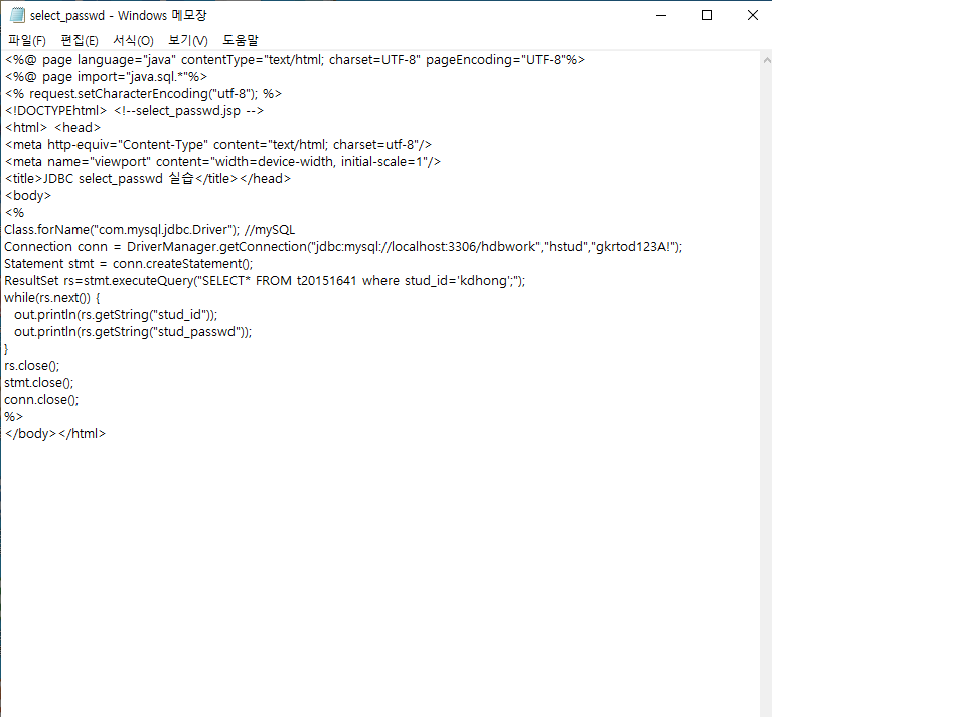 select_passwd - Windows 메모장
파일(F) 편집(E) 서식(O) 보기(V) 도움말
<%@ page language="java" contentType="text/html; charset=UTF-8" pageEncoding="UTF-8"%>
<%@ page import="java.sql.*"%>
<% request.setCharacterEncoding("utf-8"); %>
<!DOCTYPEhtml> <!--select_passwd.jsp -->
<html> <head>
<meta http-equiv="Content-Type" content="text/html; charset=utf-8"/>
<meta name="viewport" content="width=device-width, initial-scale=1"/>
<title>JDBC select_passwd 실습</title></head>
<body>
<%
Class.forName("com.mysql.jdbc.Driver"); //mySQL
Connection conn = DriverManager.getConnection("jdbc:mysql://localhost:3306/hdbwork","hstud","gkrtod123A!");
Statement stmt = conn.createStatement();
ResultSet rs=stmt.executeQuery("SELECT* FROM t20151641 where stud_id='kdhong';");
while(rs.next()) {
out.println(rs.getString("stud_id"));
out.println(rs.getString("stud_passwd"));
}
rs.close();
stmt.close();
conn.close();
%>
</body></html>